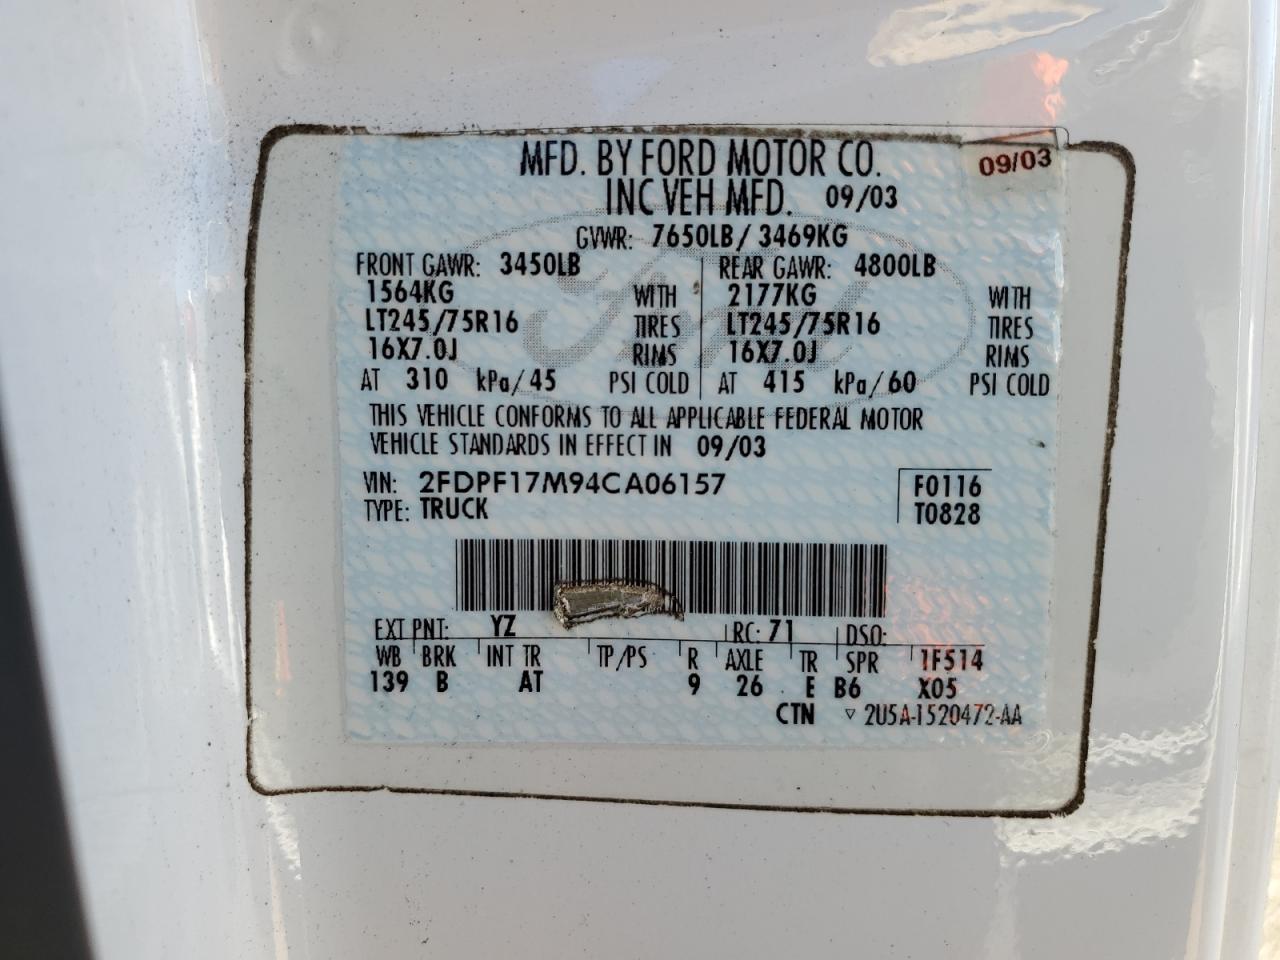 MFD. BY FORD MOTOR CO.
09/03
INC VEH MFD. 09/03
GVWR: 7650LB/ 3469KG
FRONT GAWR: 3450LB REAR GAWR: 4800LB
1564KG WITH 2177KG WITH
LT245/75R16 TIRES LT245/75R16 TIRES
16X7.0J RIMS 16X7.0J RIMS
AT 310 kPa/45 PSI COLD AT 415 kPa/60 PSI COLD
THIS VEHICLE CONFORMS TO ALL APPLICABLE FEDERAL MOTOR
VEHICLE STANDARDS IN EFFECT IN 09/03
VIN: 2FDPF17M94CA06157 F0116
TYPE: TRUCK T0828
EXT PNT: YZ RC: 71 DSO:
WB BRK INT TR TP/PS R AXLE TR SPR 1F514
139 B AT 9 26 E B6 X05
CTN ▽ 2U5A-1520472-AA
Ford